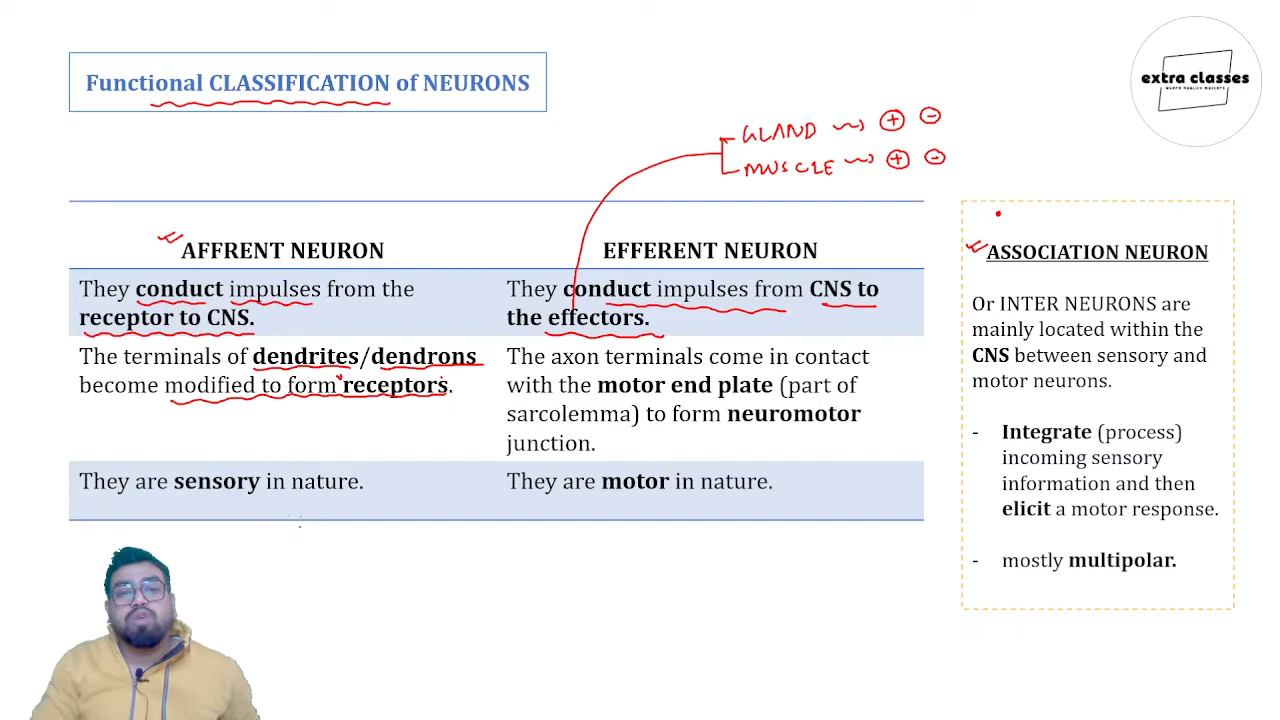 Functional CLASSIFICATION of NEURONS
extra classes
WHERE QUALITY MATTERS
GLAND + -
MUSCLE + -
AFFRENT NEURON
EFFERENT NEURON
They conduct impulses from the
receptor to CNS.
They conduct impulses from CNS to
the effectors.
The terminals of dendrites/dendrons
become modified to form receptors.
The axon terminals come in contact
with the motor end plate (part of
sarcolemma) to form neuromotor
junction.
They are sensory in nature.
They are motor in nature.
ASSOCIATION NEURON
Or INTER NEURONS are
mainly located within the
CNS between sensory and
motor neurons.
- Integrate (process)
incoming sensory
information and then
elicit a motor response.
- mostly multipolar.